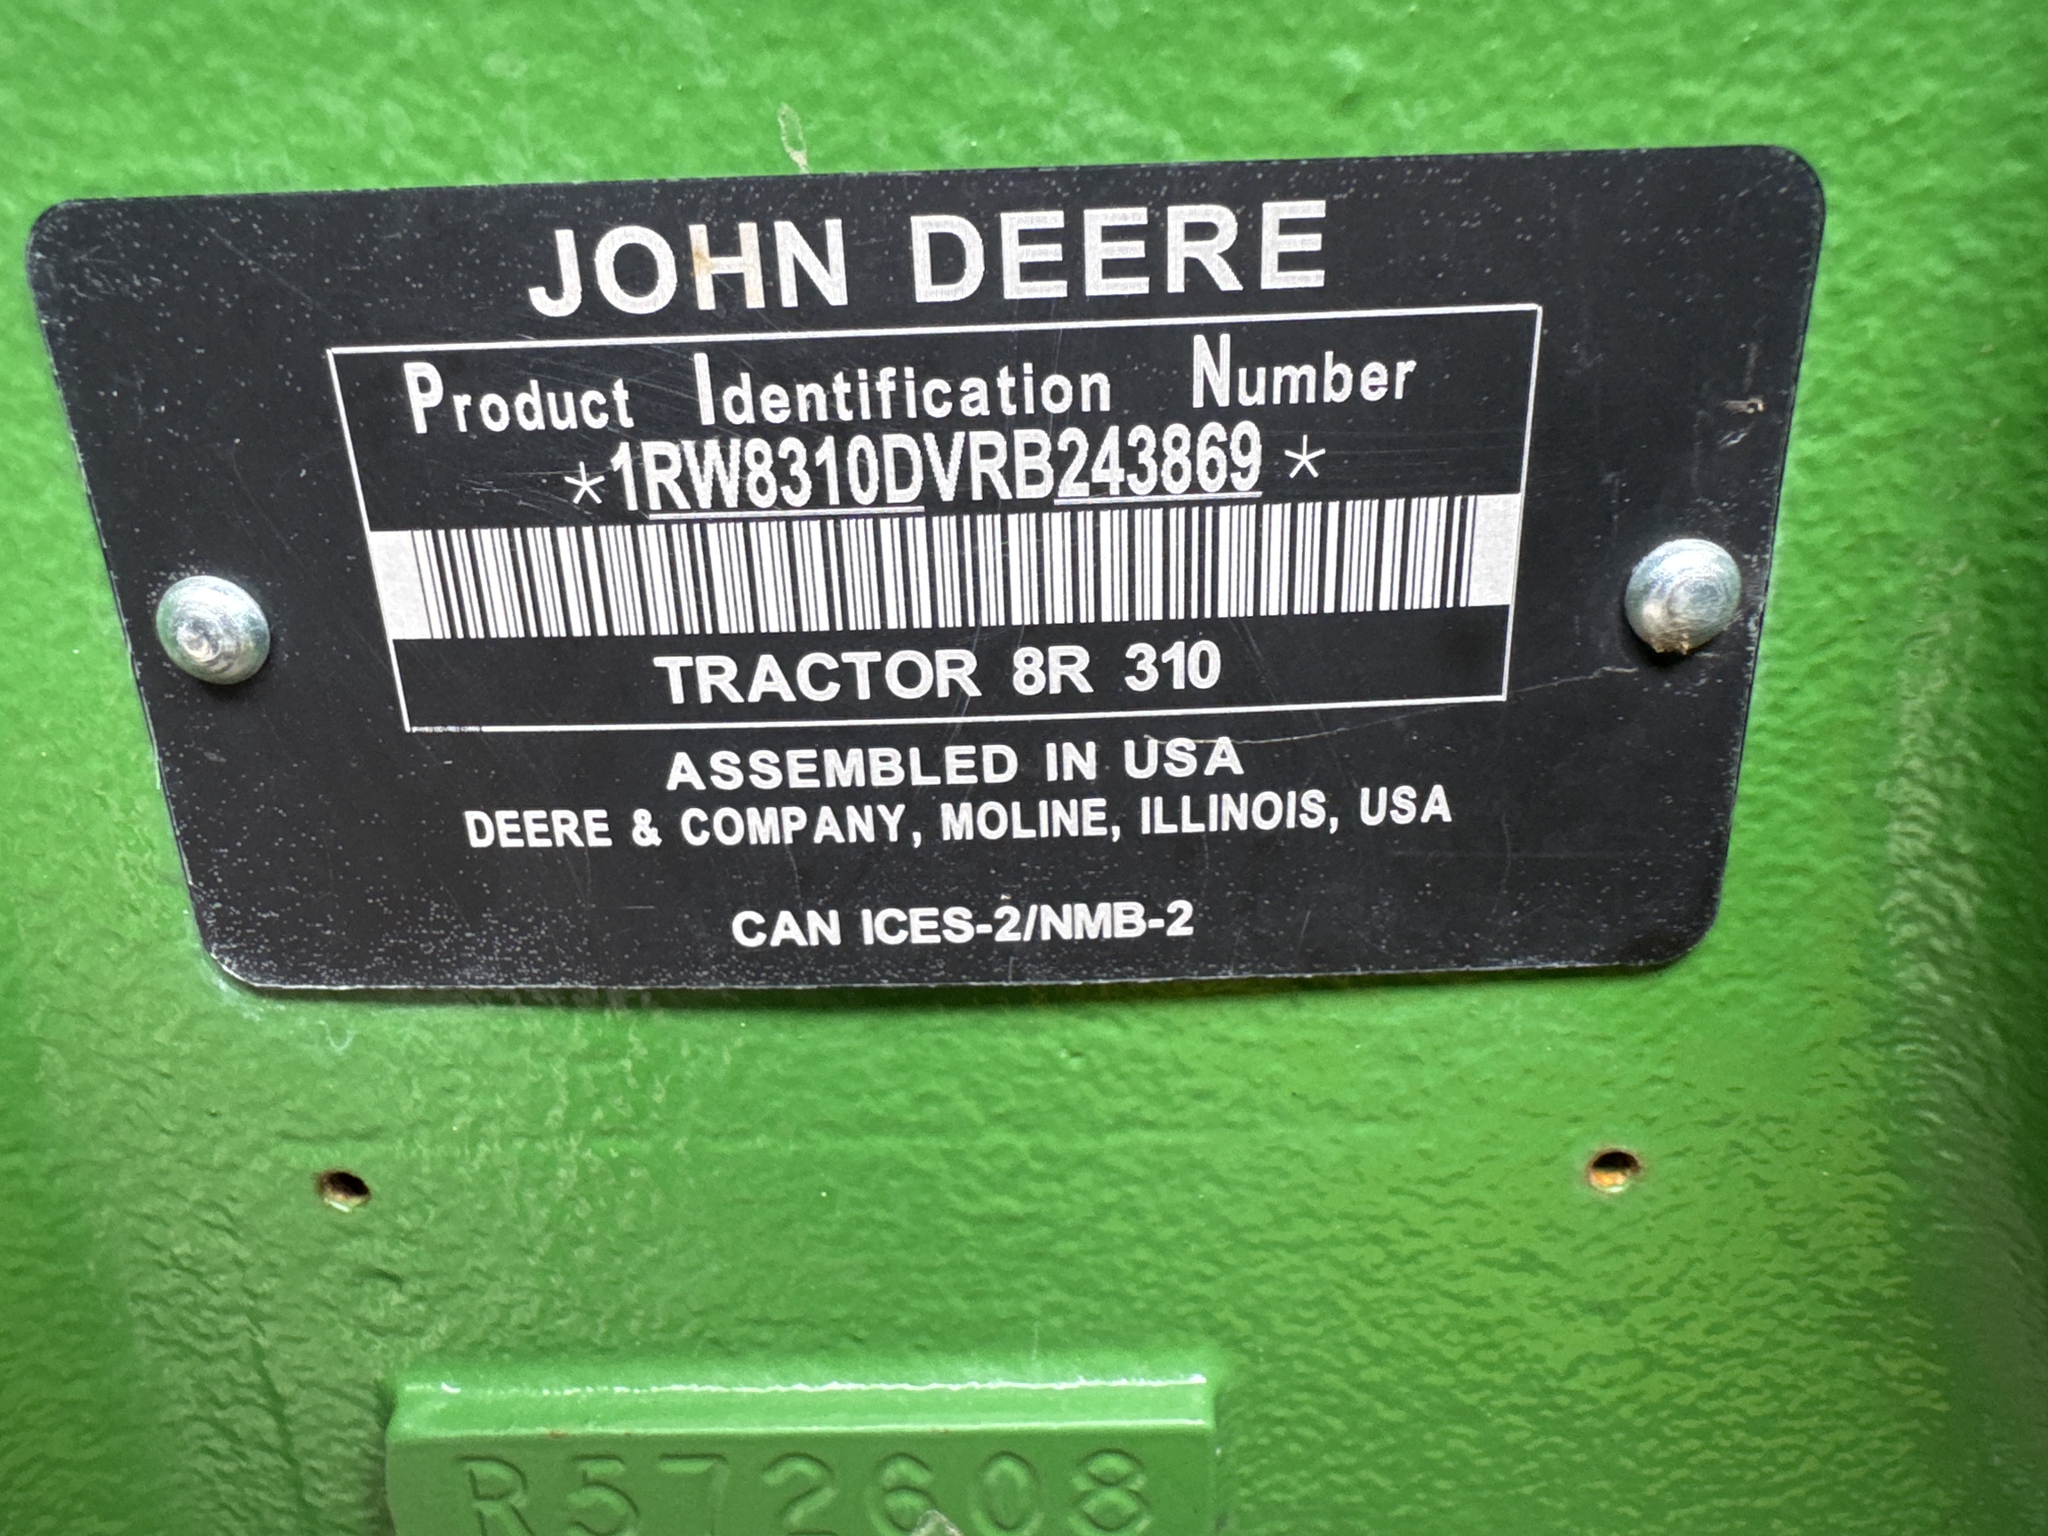 JOHN DEERE
Product Identification Number
*1RW8310DVRB243869*
TRACTOR 8R 310
ASSEMBLED IN USA
DEERE & COMPANY, MOLINE, ILLINOIS, USA
CAN ICES-2/NMB-2
R572608